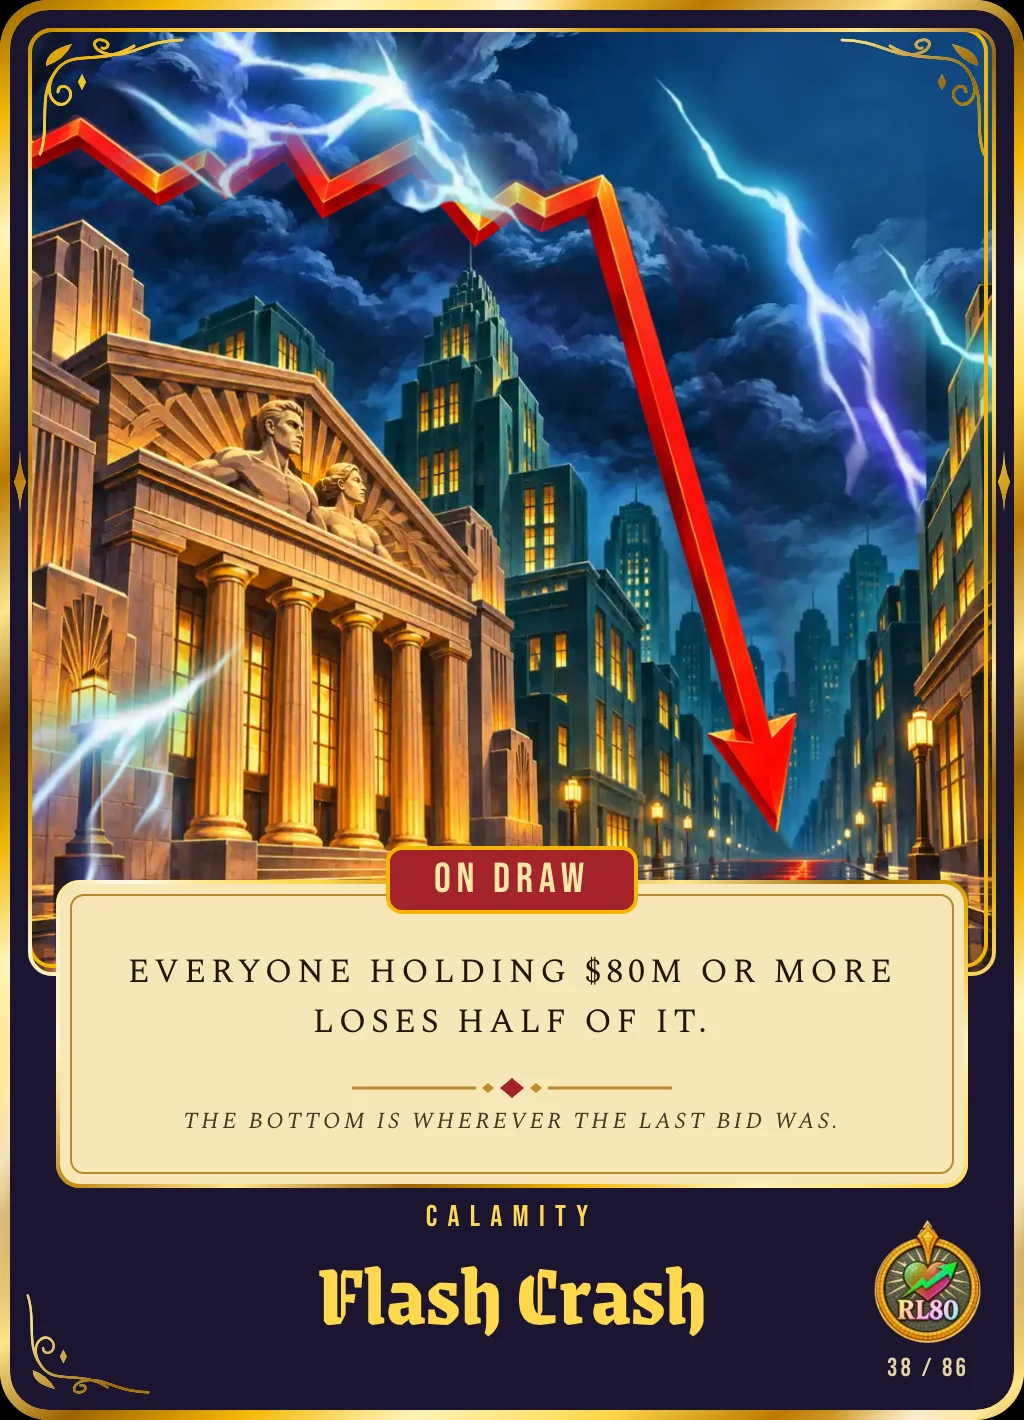 ON DRAW
EVERYONE HOLDING $80M OR MORE
LOSES HALF OF IT.
THE BOTTOM IS WHEREVER THE LAST BID WAS.
CALAMITY
Flash Crash
RL80
38 / 86